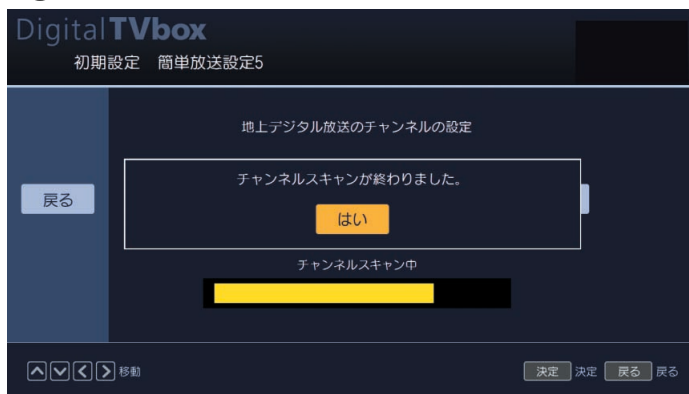 Digital TVbox
初期設定 簡単放送設定5
地上デジタル放送のチャンネルの設定
チャンネルスキャンが終わりました。
戻る
はい
チャンネルスキャン中
移動 決定 決定 戻る 戻る